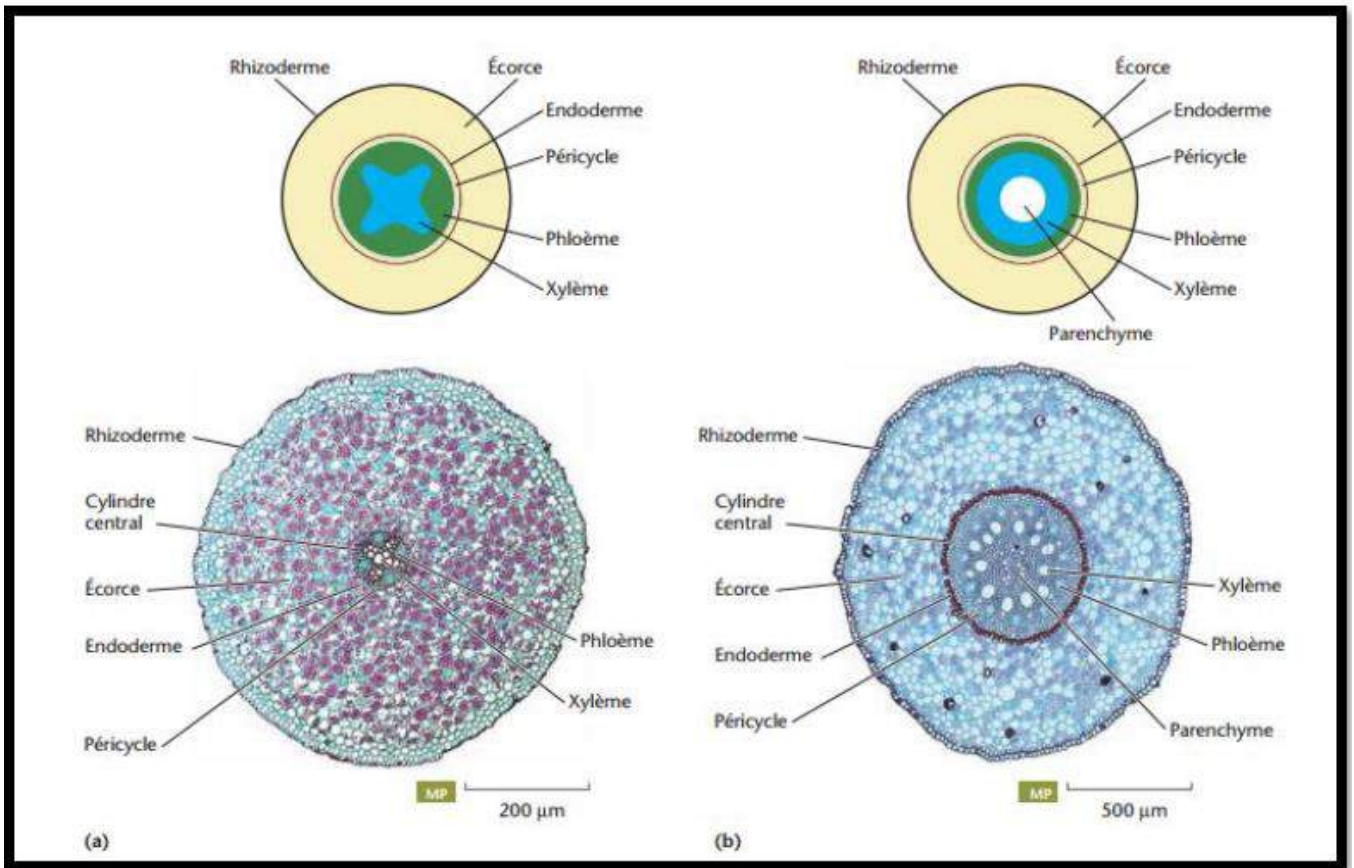 Rhizoderme
Écorce
Endoderme
Péricycle
Phloème
Xylème
Rhizoderme
Écorce
Endoderme
Péricycle
Phloème
Xylème
Parenchyme
Rhizoderme
Cylindre
central
Écorce
Endoderme
Péricycle
Phloème
Xylème
MP
200 µm
(a)
Rhizoderme
Cylindre
central
Écorce
Endoderme
Péricycle
Xylème
Phloème
Parenchyme
MP
500 µm
(b)